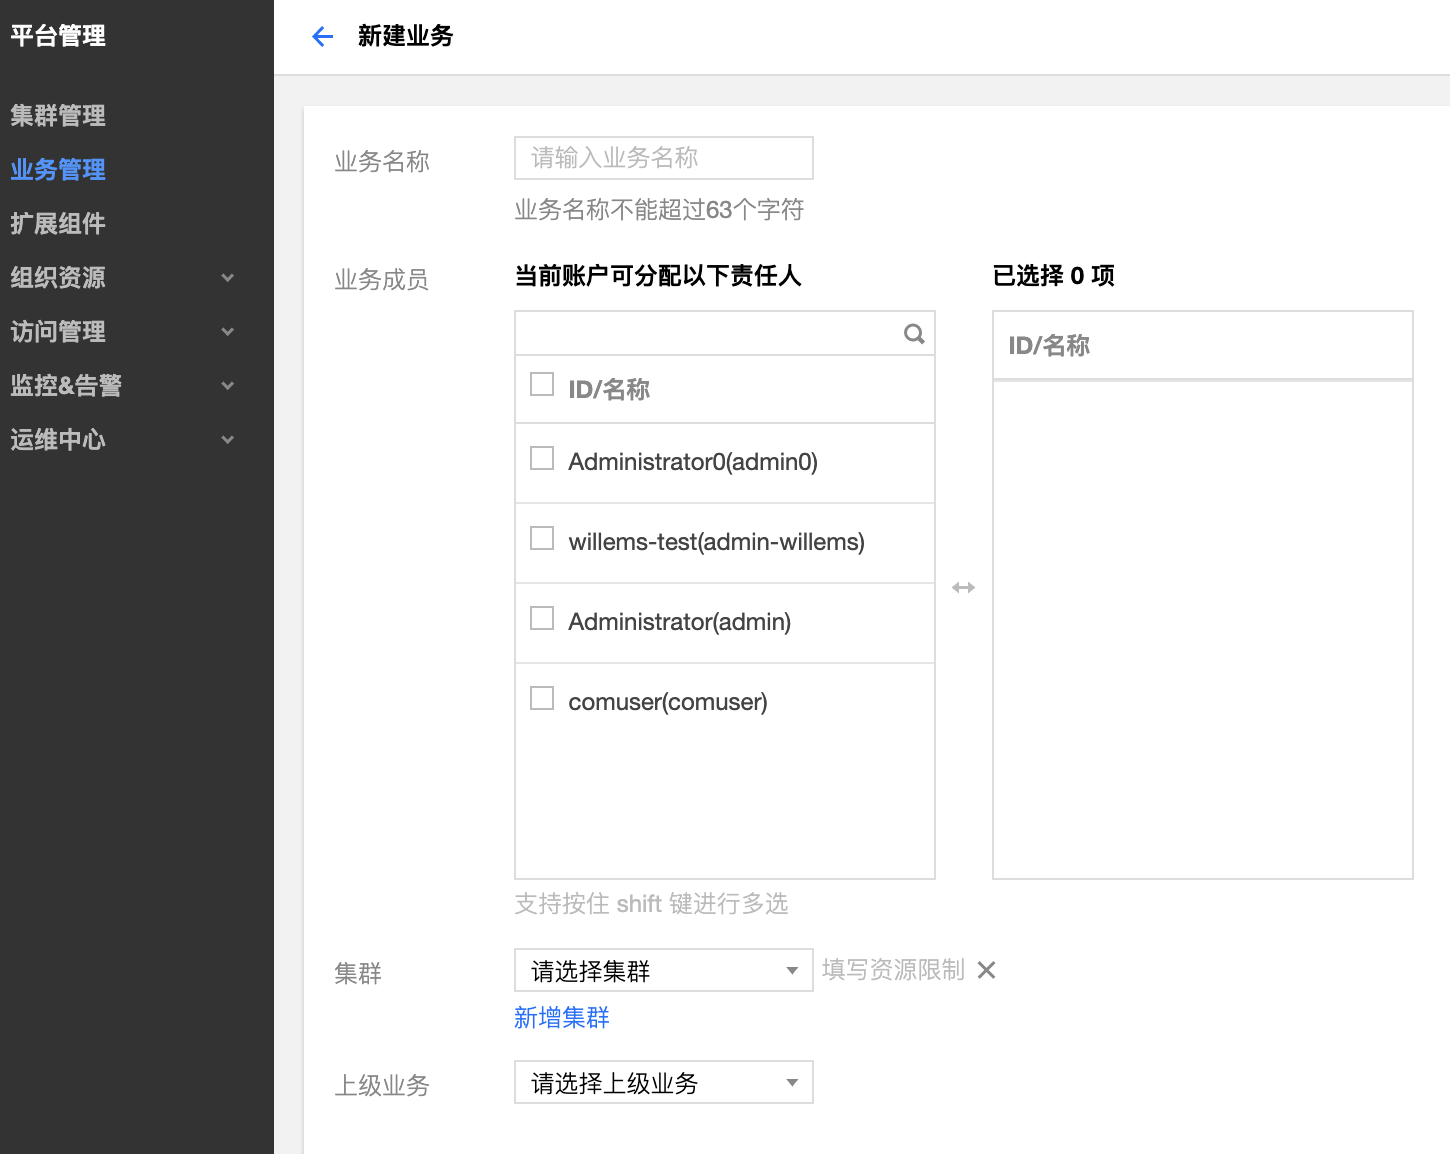 平台管理
集群管理
业务管理
扩展组件
组织资源
访问管理
监控&告警
运维中心
新建业务
业务名称
请输入业务名称
业务名称不能超过63个字符
业务成员
当前账户可分配以下责任人
ID/名称
Administrator0(admin0)
willems-test(admin-willems)
Administrator(admin)
comuser(comuser)
支持按住 shift 键进行多选
已选择 0 项
ID/名称
集群
请选择集群
填写资源限制
新增集群
上级业务
请选择上级业务